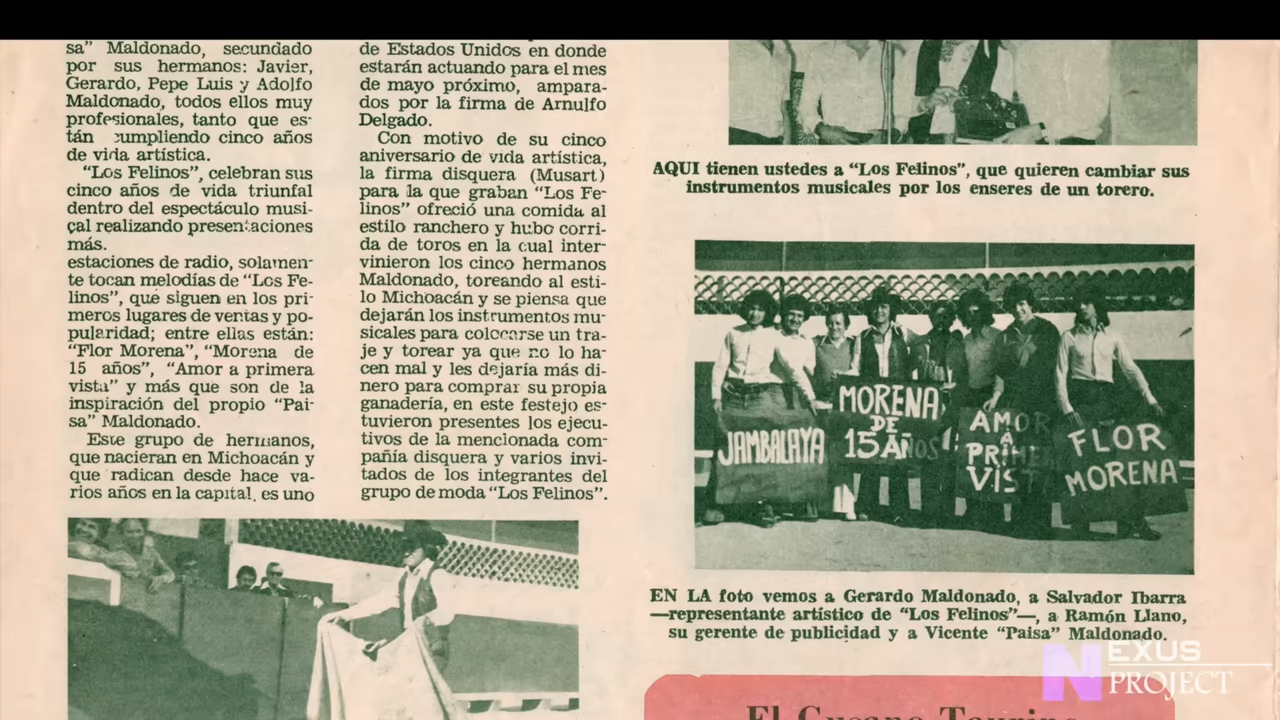 sa" Maldonado, secundado
por sus hermanos: Javier,
Gerardo, Pepe Luis y Adolfo
Maldonado, todos ellos muy
profesionales, tanto que es-
tán cumpliendo cinco años
de vida artística.
"Los Felinos", celebran sus
cinco años de vida triunfal
dentro del espectáculo musi-
çal realizando presentaciones
más.
estaciones de radio, solamen-
te tocan melodías de "Los Fe-
linos", que siguen en los pri-
meros lugares de ventas y po-
pularidad; entre ellas están:
"Flor Morena", "Morena de
15 años", "Amor a primera
vista" y más que son de la
inspiración del propio "Pai-
sa" Maldonado.
Este grupo de hermanos,
que nacieran en Michoacán y
que radican desde hace va-
rios años en la capital, es uno
de Estados Unidos en donde
estarán actuando para el mes
de mayo próximo, ampara-
dos por la firma de Arnulfo
Delgado.
Con motivo de su cinco
aniversario de vida artística,
la firma disquera (Musart)
para la que graban "Los Fe-
linos" ofreció una comida al
estilo ranchero y hubo corri-
da de toros en la cual inter-
vinieron los cinco hermanos
Maldonado, toreando al esti-
lo Michoacán y se piensa que
dejarán los instrumentos mu-
sicales para colocarse un tra-
je y torear ya que no lo ha-
cen mal y les dejaría más di-
nero para comprar su propia
ganadería, en este festejo es-
tuvieron presentes los ejecu-
tivos de la mencionada com-
pañía disquera y varios invi-
tados de los integrantes del
grupo de moda "Los Felinos".
AQUI tienen ustedes a "Los Felinos", que quieren cambiar sus
instrumentos musicales por los enseres de un torero.
JAMBALAYA
MORENA
DE
15 AÑOS
AMOR
A
PRIME
VIST
FLOR
MORENA
EN LA foto vemos a Gerardo Maldonado, a Salvador Ibarra
—representante artístico de "Los Felinos"—, a Ramón Llano,
su gerente de publicidad y a Vicente "Paisa" Maldonado.
El Gusano Taurino
NEXUS
PROJECT